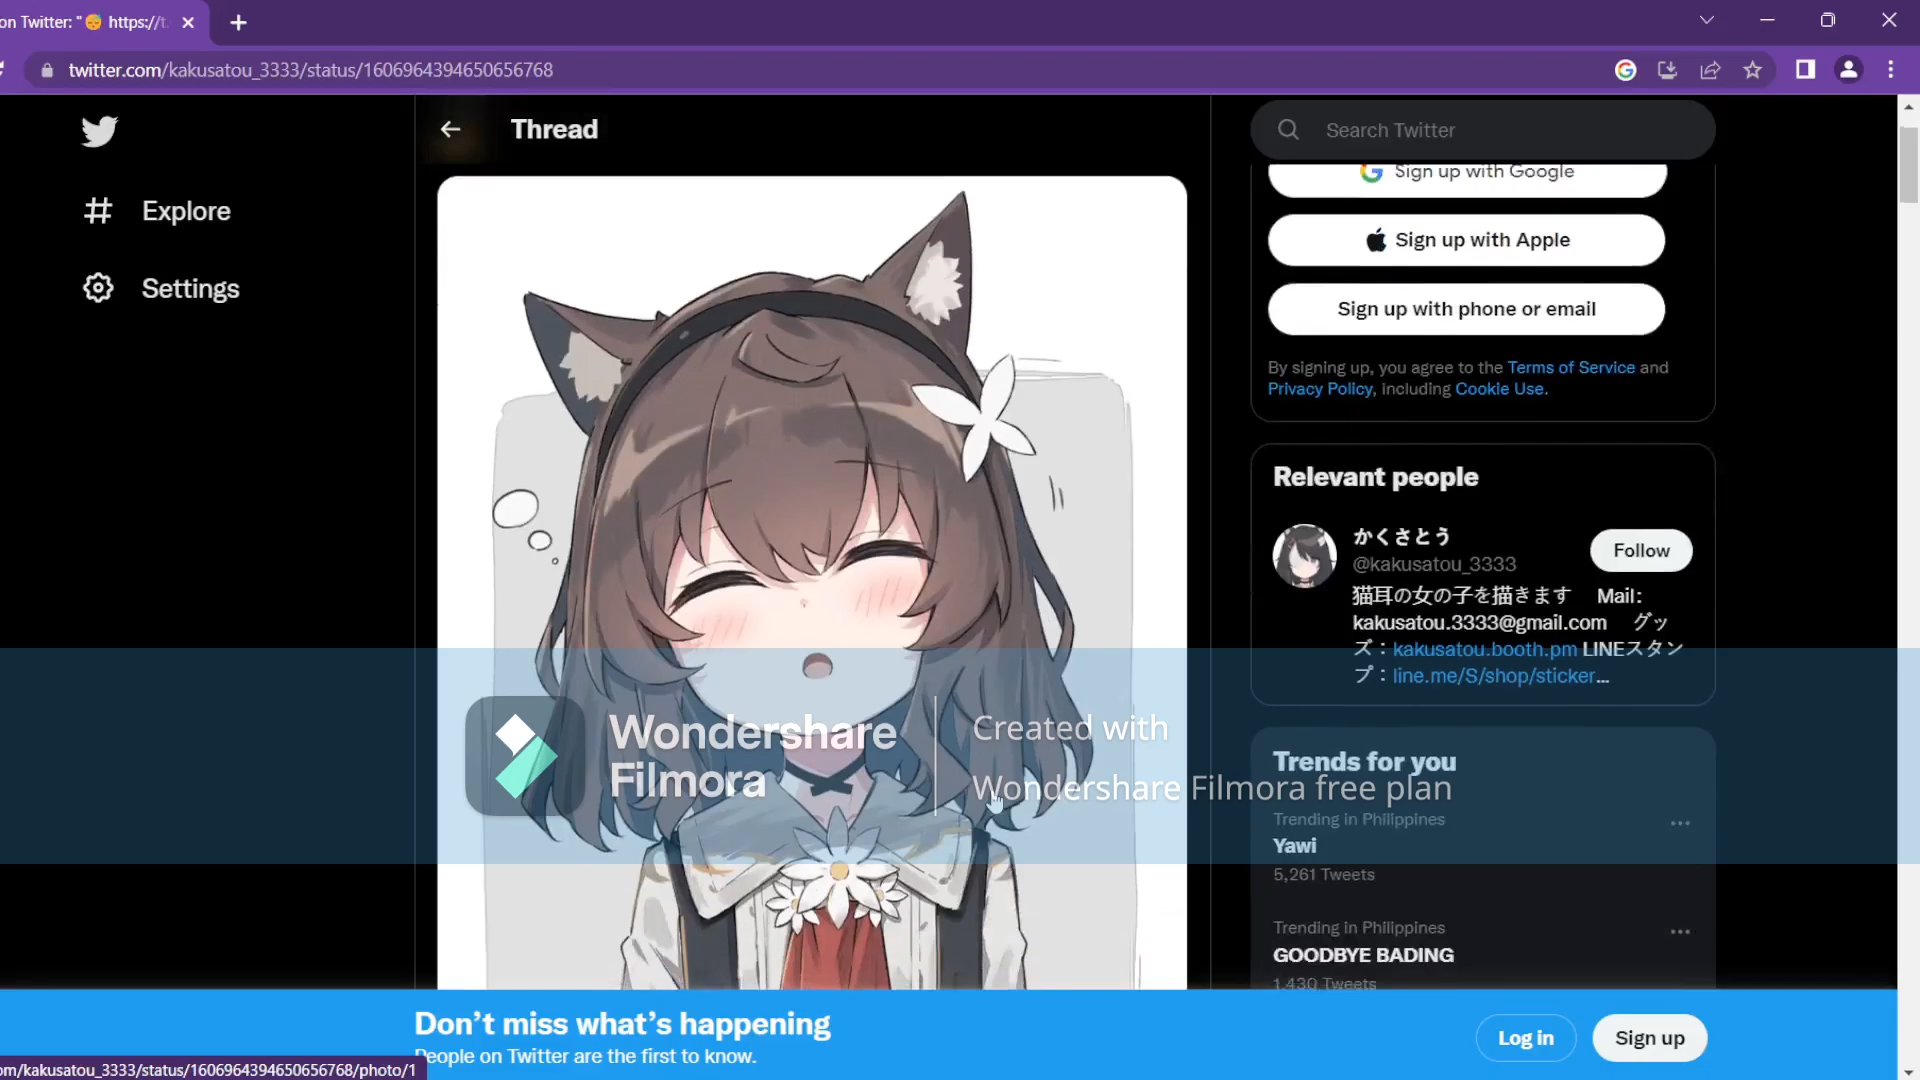 on Twitter: "😴 https://t.
twitter.com/kakusatou_3333/status/1606964394650656768
Thread
Search Twitter
Explore
Settings
Sign up with Google
Sign up with Apple
Sign up with phone or email
By signing up, you agree to the Terms of Service and
Privacy Policy, including Cookie Use.
Relevant people
かくさとう
@kakusatou_3333
Follow
猫耳の女の子を描きます Mail:
kakusatou.3333@gmail.com グッ
ズ：kakusatou.booth.pm LINEスタン
プ：line.me/S/shop/sticker...
Wondershare
Filmora
Created with
Wondershare Filmora free plan
Trends for you
Trending in Philippines
Yawi
5,261 Tweets
Trending in Philippines
GOODBYE BADING
1,430 Tweets
Don't miss what's happening
People on Twitter are the first to know.
Log in
Sign up
om/kakusatou_3333/status/1606964394650656768/photo/1